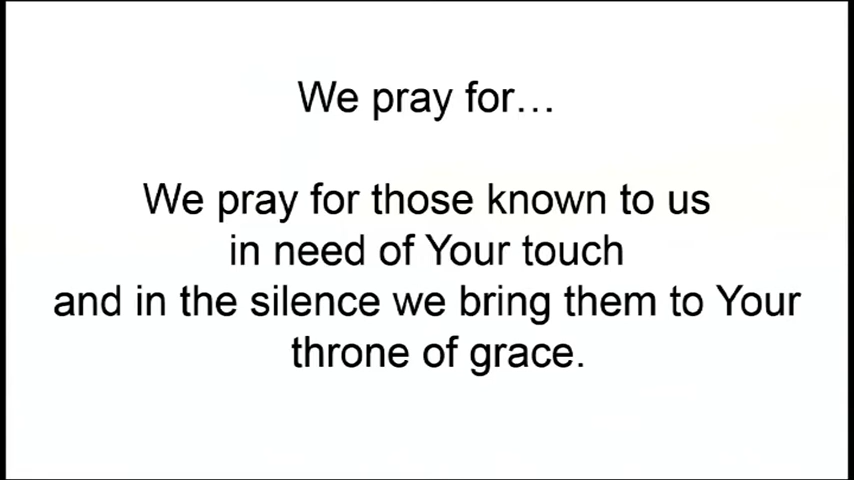 We pray for…
We pray for those known to us
in need of Your touch
and in the silence we bring them to Your
throne of grace.